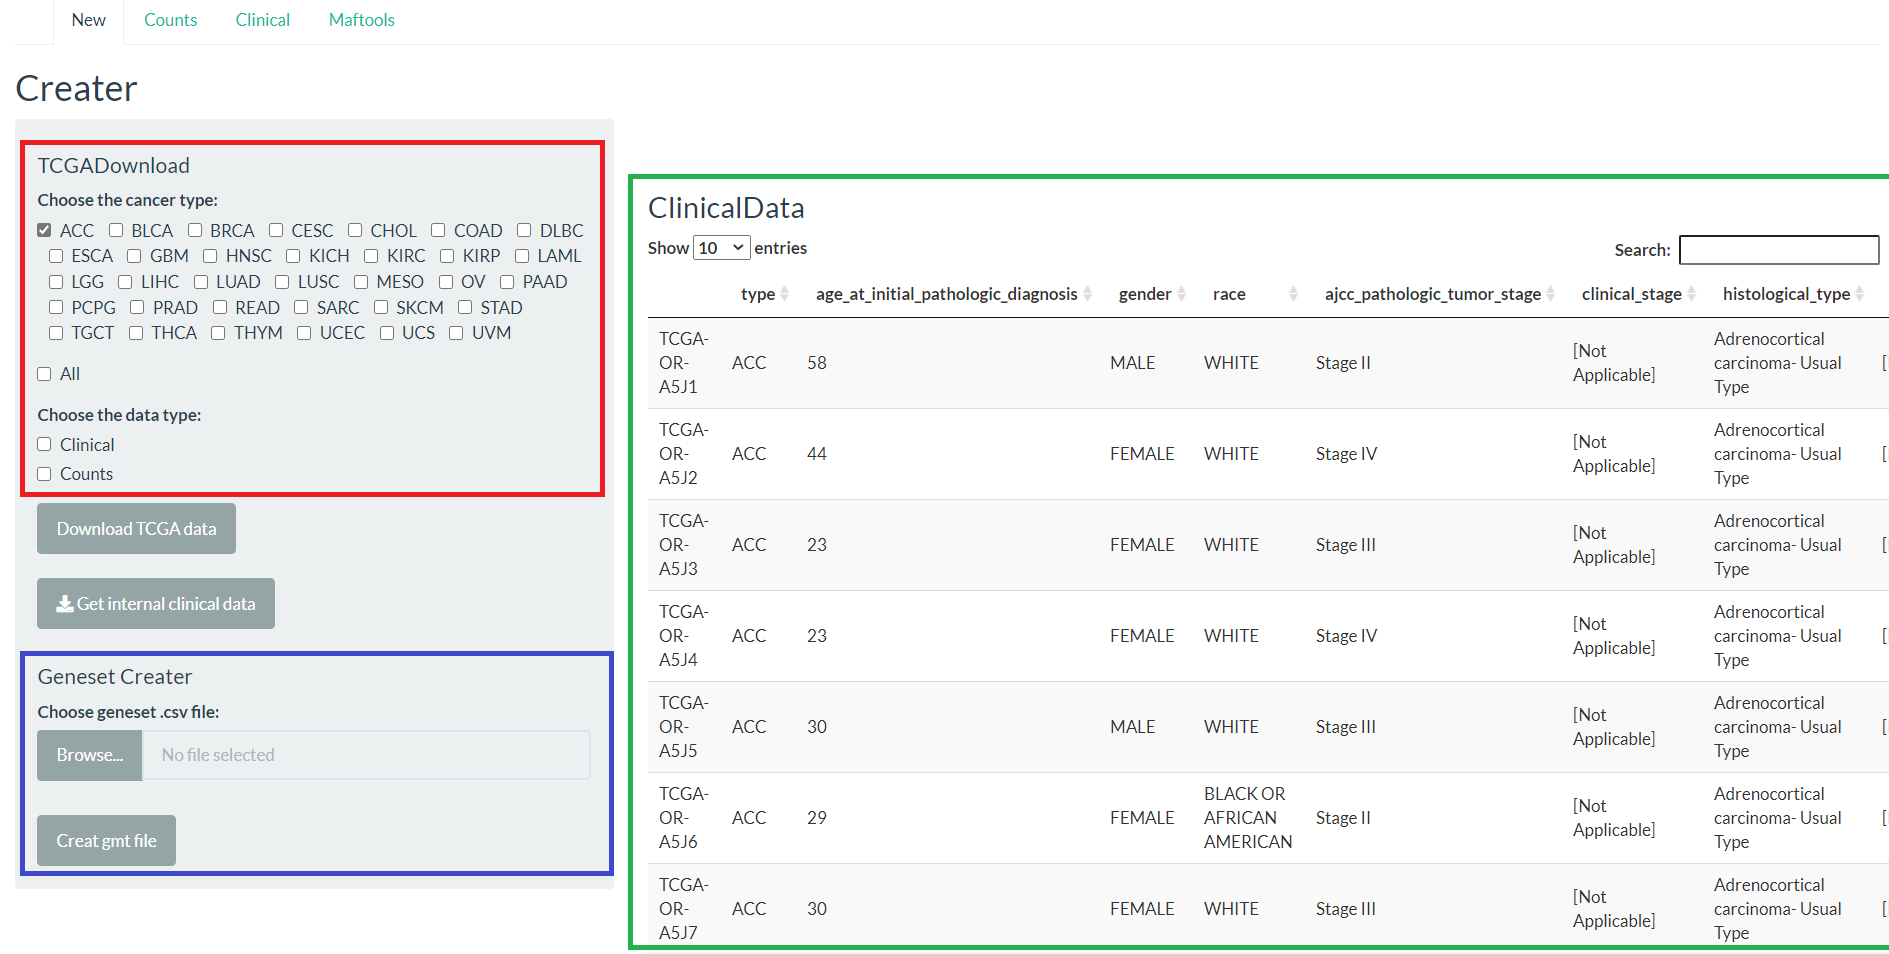 New Counts Clinical Maftools
Creater
TCGADownload
Choose the cancer type:
ACC BLCA BRCA CESC CHOL COAD DLBC
ESCA GBM HNSC KICH KIRC KIRP LAML
LGG LIHC LUAD LUSC MESO OV PAAD
PCPG PRAD READ SARC SKCM STAD
TGCT THCA THYM UCEC UCS UVM
All
Choose the data type:
Clinical
Counts
Download TCGA data
Get internal clinical data
Geneset Creater
Choose geneset .csv file:
Browse... No file selected
Creat gmt file
ClinicalData
Show 10 entries
Search:
type age_at_initial_pathologic_diagnosis gender race ajcc_pathologic_tumor_stage clinical_stage histological_type
TCGA-
OR-
A5J1
ACC 58 MALE WHITE Stage II
[Not
Applicable]
Adrenocortical
carcinoma- Usual
Type
TCGA-
OR-
A5J2
ACC 44 FEMALE WHITE Stage IV
[Not
Applicable]
Adrenocortical
carcinoma- Usual
Type
TCGA-
OR-
A5J3
ACC 23 FEMALE WHITE Stage III
[Not
Applicable]
Adrenocortical
carcinoma- Usual
Type
TCGA-
OR-
A5J4
ACC 23 FEMALE WHITE Stage IV
[Not
Applicable]
Adrenocortical
carcinoma- Usual
Type
TCGA-
OR-
A5J5
ACC 30 MALE WHITE Stage III
[Not
Applicable]
Adrenocortical
carcinoma- Usual
Type
TCGA-
OR-
A5J6
ACC 29 FEMALE
BLACK OR
AFRICAN
AMERICAN
Stage II
[Not
Applicable]
Adrenocortical
carcinoma- Usual
Type
TCGA-
OR-
A5J7
ACC 30 FEMALE WHITE Stage III
[Not
Applicable]
Adrenocortical
carcinoma- Usual
Type